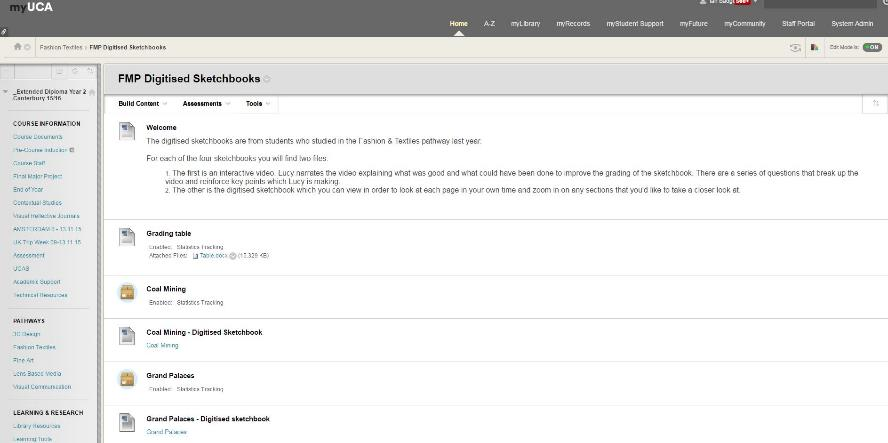 myUCA
Home
A-Z
myLibrary
myRecords
myStudent Support
myFuture
myCommunity
Staff Portal
System Admin
Fashion Textiles > FMP Digitised Sketchbooks
Edit Mode is: ON
_Extended Diploma Year 2
Canterbury 15/16
COURSE INFORMATION
Course Documents
Pre-Course Induction
Course Staff
Final Major Project
End of Year
Contextual Studies
Visual Reflective Journals
UK Trip Week 09-13.11.15
Assessment
UCAS
Academic Support
Technical Resources
PATHWAYS
3D Design
Fashion Textiles
Fine Art
Lens Based Media
Visual Communication
LEARNING & RESEARCH
Library Resources
Learning Tools
FMP Digitised Sketchbooks
Build Content
Assessments
Tools
Welcome
The digitised sketchbooks are from students who studied in the Fashion & Textiles pathway last year.
For each of the four sketchbooks you will find two files.
1. The first is an interactive video. Lucy narrates the video explaining what was good and what could have been done to improve the grading of the sketchbook. There are a series of questions that break up the
video and reinforce key points which Lucy is making.
2. The other is the digitised sketchbook which you can view in order to look at each page in your own time and zoom in on any sections that you'd like to take a closer look at.
Grading table
Enabled: Statistics Tracking
Attached Files: Table.docx (15.329 KB)
Coal Mining
Enabled: Statistics Tracking
Coal Mining - Digitised Sketchbook
Coal Mining
Grand Palaces
Enabled: Statistics Tracking
Grand Palaces - Digitised sketchbook
Grand Palaces